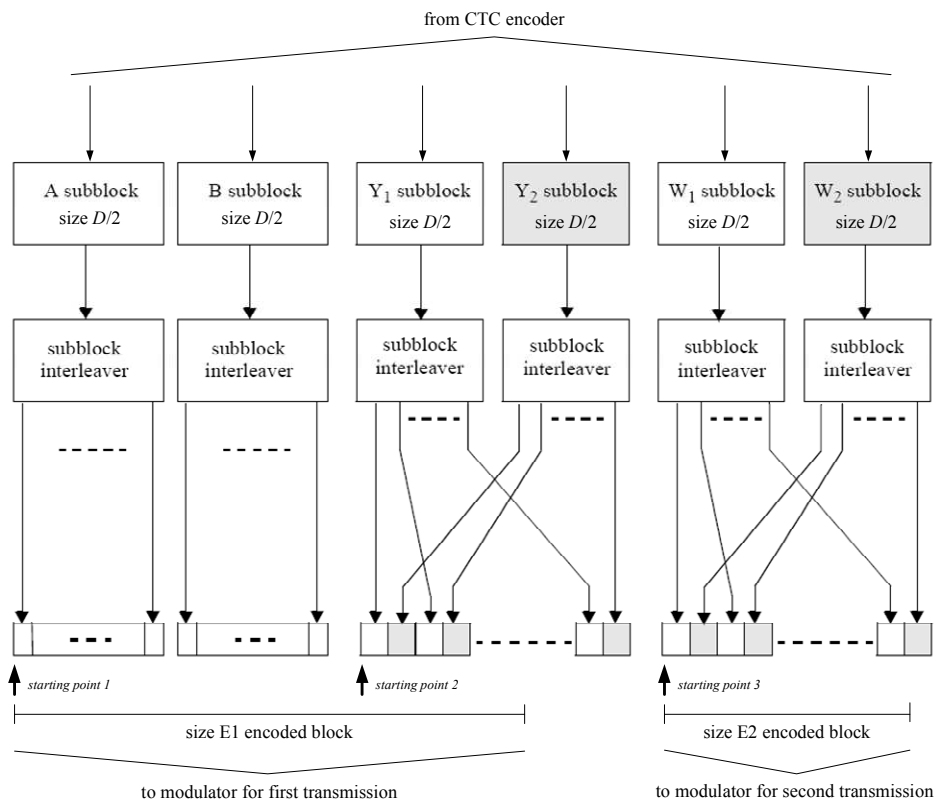 from CTC encoder
A subblock
size D/2
B subblock
size D/2
Y1 subblock
size D/2
Y2 subblock
size D/2
W1 subblock
size D/2
W2 subblock
size D/2
subblock
interleaver
subblock
interleaver
subblock
interleaver
subblock
interleaver
subblock
interleaver
subblock
interleaver
starting point 1
starting point 2
starting point 3
size E1 encoded block
size E2 encoded block
to modulator for first transmission
to modulator for second transmission